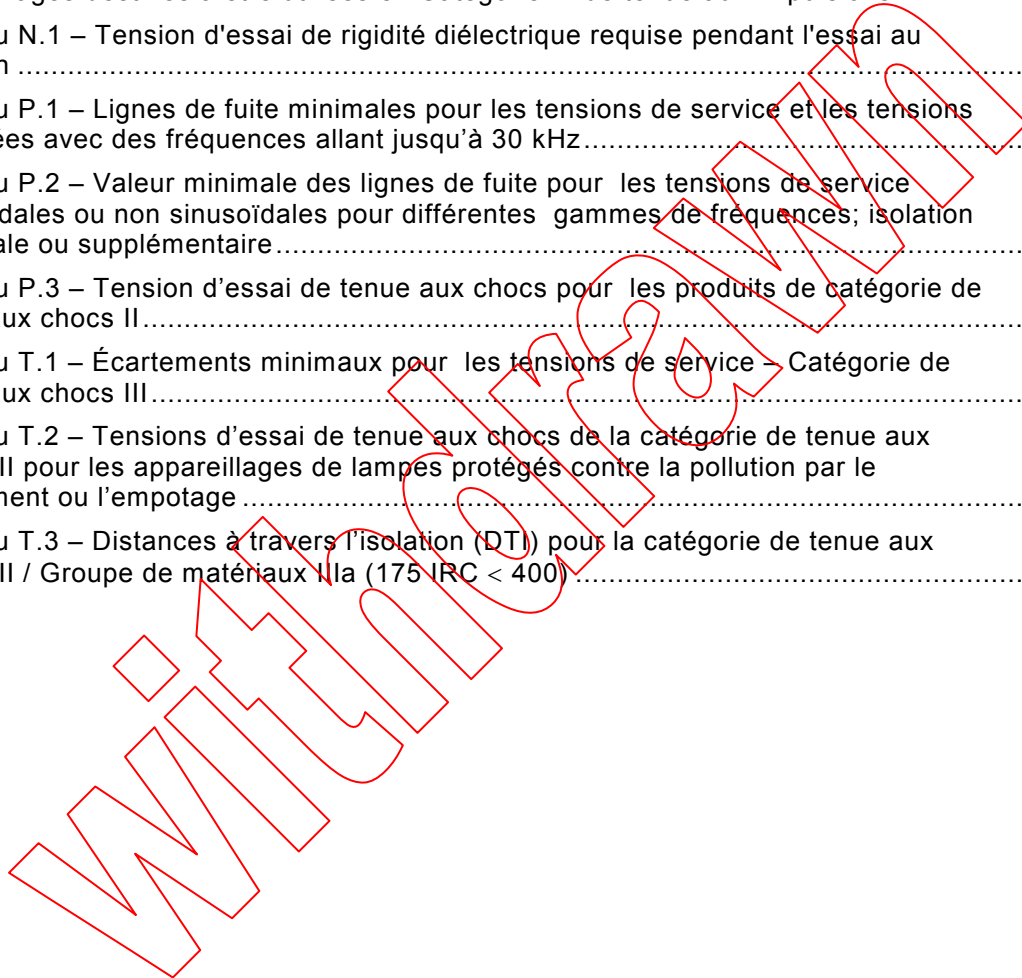 u N.1 – Tension d'essai de rigidité diélectrique requise pendant l'essai au
n ..............................................................................................................
u P.1 – Lignes de fuite minimales pour les tensions de service et les tensions
ées avec des fréquences allant jusqu'à 30 kHz ................................................
u P.2 – Valeur minimale des lignes de fuite pour les tensions de service
dales ou non sinusoïdales pour différentes gammes de fréquences; isolation
ale ou supplémentaire ..................................................................................
u P.3 – Tension d'essai de tenue aux chocs pour les produits de catégorie de
ux chocs II ..................................................................................................
u T.1 – Écartements minimaux pour les tensions de service – Catégorie de
ux chocs III .................................................................................................
u T.2 – Tensions d'essai de tenue aux chocs de la catégorie de tenue aux
II pour les appareillages de lampes protégés contre la pollution par le
ment ou l'empotage ......................................................................................
u T.3 – Distances à travers l'isolation (DTI) pour la catégorie de tenue aux
II / Groupe de matériaux IIIa (175 IRC < 400) ..................................................
withdrawn